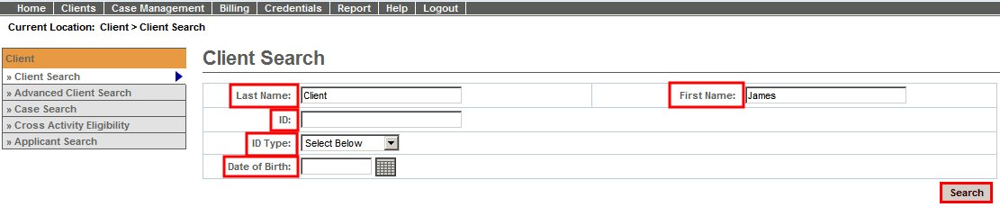 Home Clients Case Management Billing Credentials Report Help Logout
Current Location: Client > Client Search
Client
» Client Search
» Advanced Client Search
» Case Search
» Cross Activity Eligibility
» Applicant Search
Client Search
Last Name: Client First Name: James
ID:
ID Type: Select Below
Date of Birth:
Search